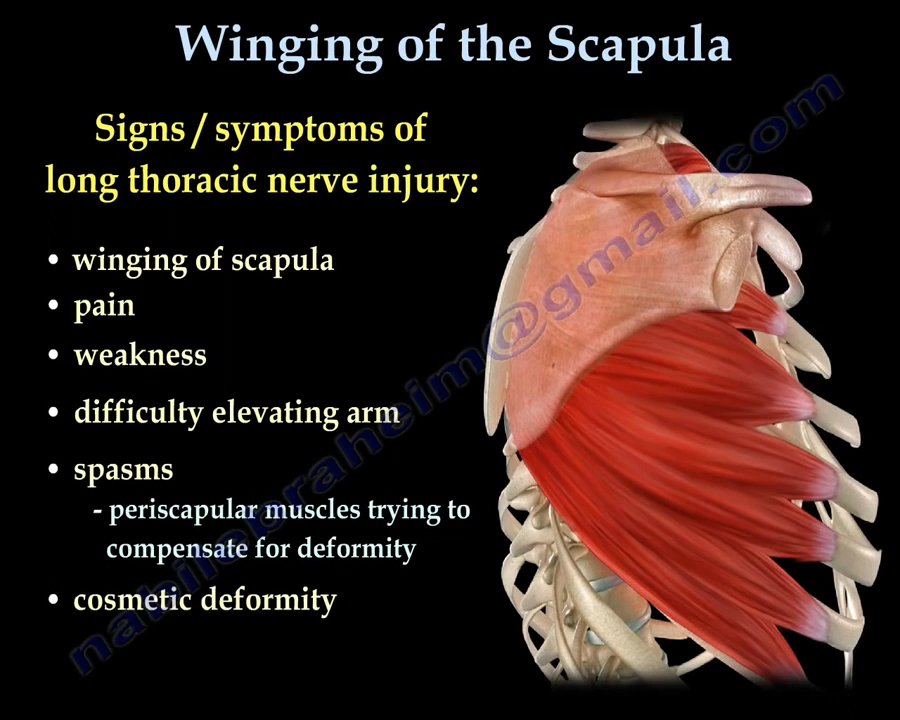 Winging of the Scapula
Signs / symptoms of
long thoracic nerve injury:
• winging of scapula
• pain
• weakness
• difficulty elevating arm
• spasms
- periscapular muscles trying to
compensate for deformity
• cosmetic deformity
nabilebraheim@gmail.com